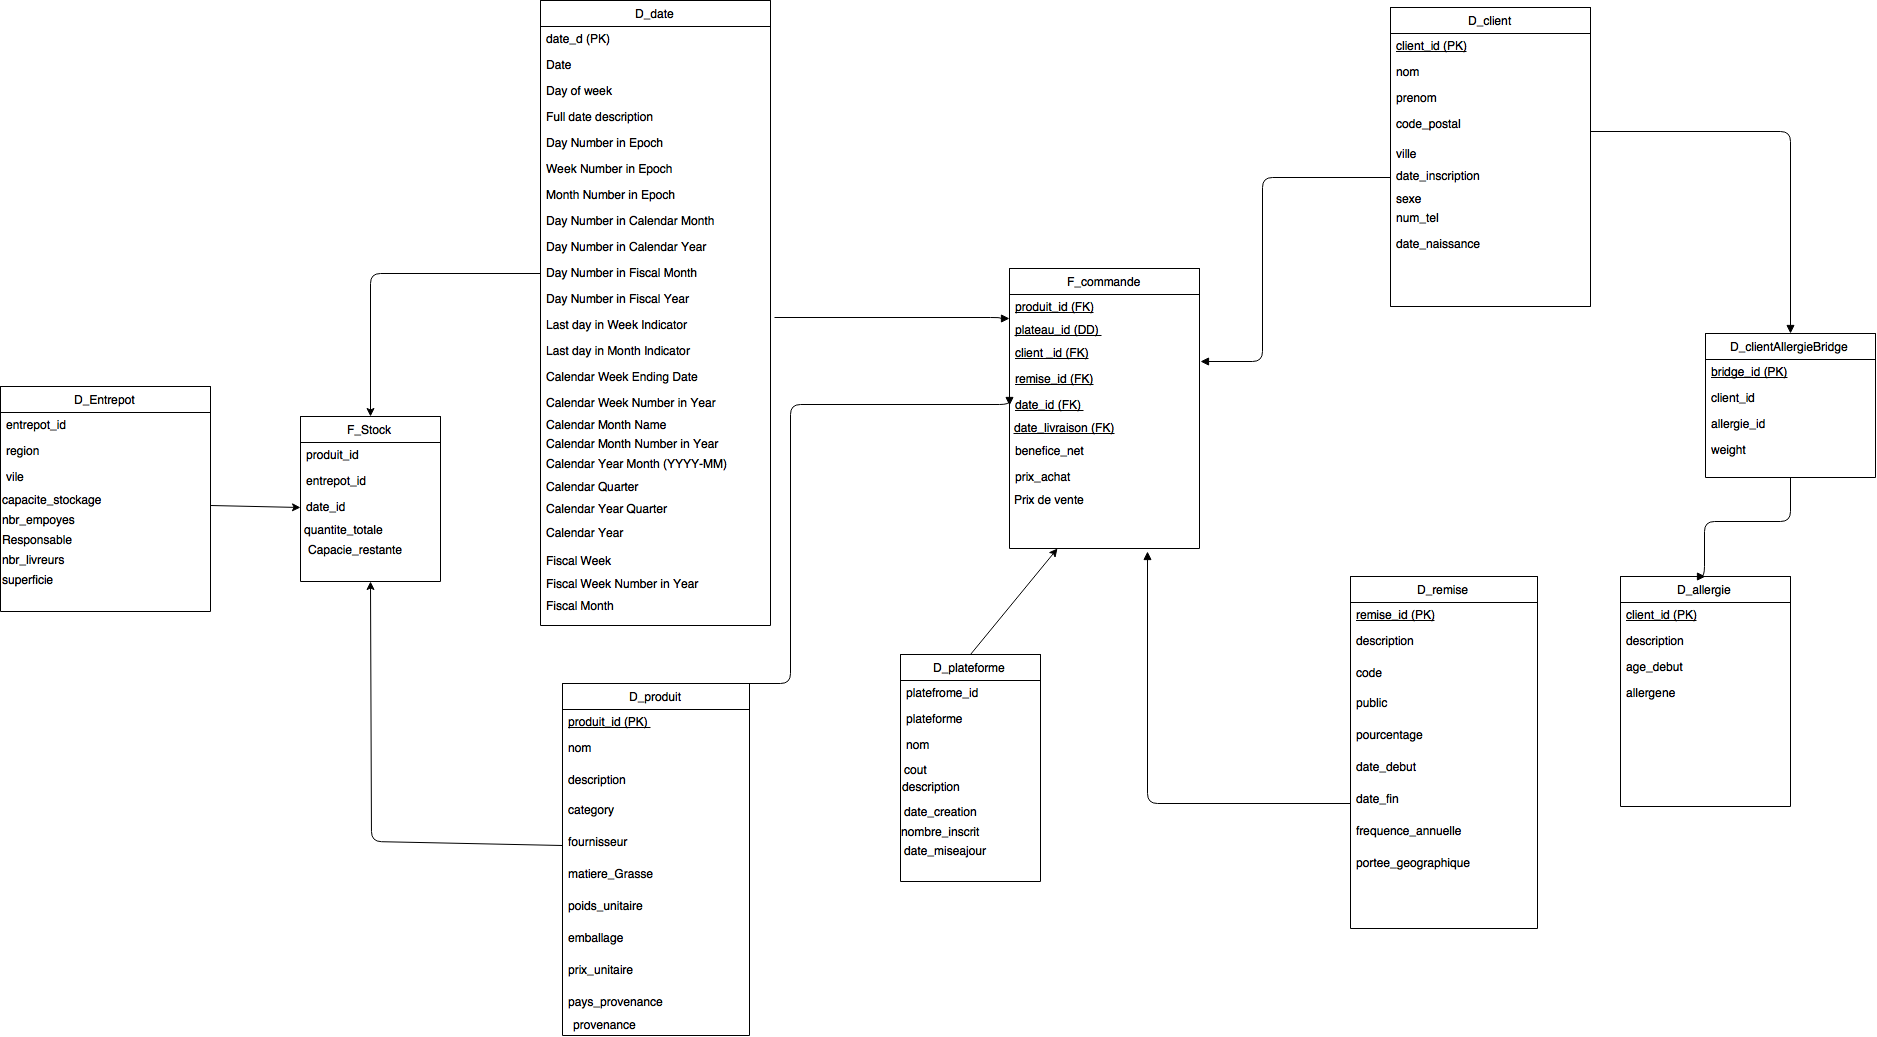 D_date
date_d (PK)
Date
Day of week
Full date description
Day Number in Epoch
Week Number in Epoch
Month Number in Epoch
Day Number in Calendar Month
Day Number in Calendar Year
Day Number in Fiscal Month
Day Number in Fiscal Year
Last day in Week Indicator
Last day in Month Indicator
Calendar Week Ending Date
Calendar Week Number in Year
Calendar Month Name
Calendar Month Number in Year
Calendar Year Month (YYYY-MM)
Calendar Quarter
Calendar Year Quarter
Calendar Year
Fiscal Week
Fiscal Week Number in Year
Fiscal Month
D_client
client_id (PK)
nom
prenom
code_postal
ville
date_inscription
sexe
num_tel
date_naissance
F_commande
produit_id (FK)
plateau_id (DD)
client _id (FK)
remise_id (FK)
date_id (FK)
date_livraison (FK)
benefice_net
prix_achat
Prix de vente
D_clientAllergieBridge
bridge_id (PK)
client_id
allergie_id
weight
D_Entrepot
entrepot_id
region
vile
capacite_stockage
nbr_empoyes
Responsable
nbr_livreurs
superficie
F_Stock
produit_id
entrepot_id
date_id
quantite_totale
Capacie_restante
D_remise
remise_id (PK)
description
code
public
pourcentage
date_debut
date_fin
frequence_annuelle
portee_geographique
D_allergie
client_id (PK)
description
age_debut
allergene
D_plateforme
platefrome_id
plateforme
nom
cout
description
date_creation
nombre_inscrit
date_miseajour
D_produit
produit_id (PK)
nom
description
category
fournisseur
matiere_Grasse
poids_unitaire
emballage
prix_unitaire
pays_provenance
provenance